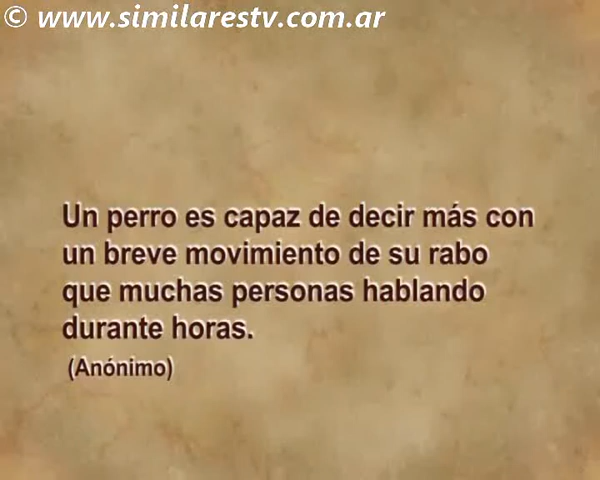 © www.similarestv.com.ar
Un perro es capaz de decir más con
un breve movimiento de su rabo
que muchas personas hablando
durante horas.
(Anónimo)